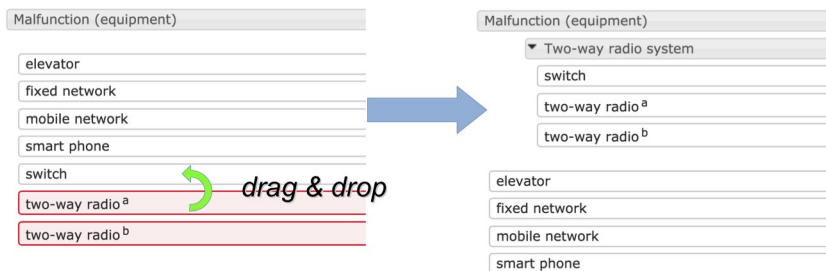 Malfunction (equipment)
elevator
fixed network
mobile network
smart phone
switch
two-way radio a
two-way radio b
drag & drop
Malfunction (equipment)
Two-way radio system
switch
two-way radio a
two-way radio b
elevator
fixed network
mobile network
smart phone